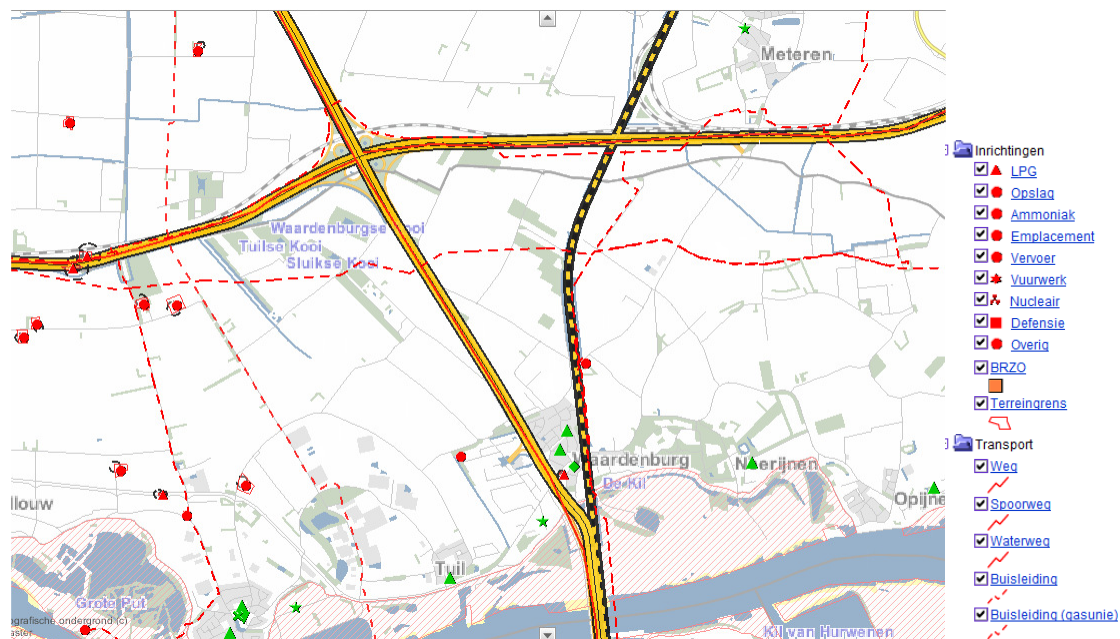 Meteren
Waardenburgse Kooi
Tuilse Kooi
Sluikse Kooi
Waardenburg
De Kil
Neerijnen
Opijne
llouw
Tuil
Grote Put
ografische ondergrond (c)
aster
Kil van Hurwenen
Inrichtingen
LPG
Opslag
Ammoniak
Emplacement
Vervoer
Vuurwerk
Nucleair
Defensie
Overig
BRZO
Terreingrens
Transport
Weg
Spoorweg
Waterweg
Buisleiding
Buisleiding (gasunie)